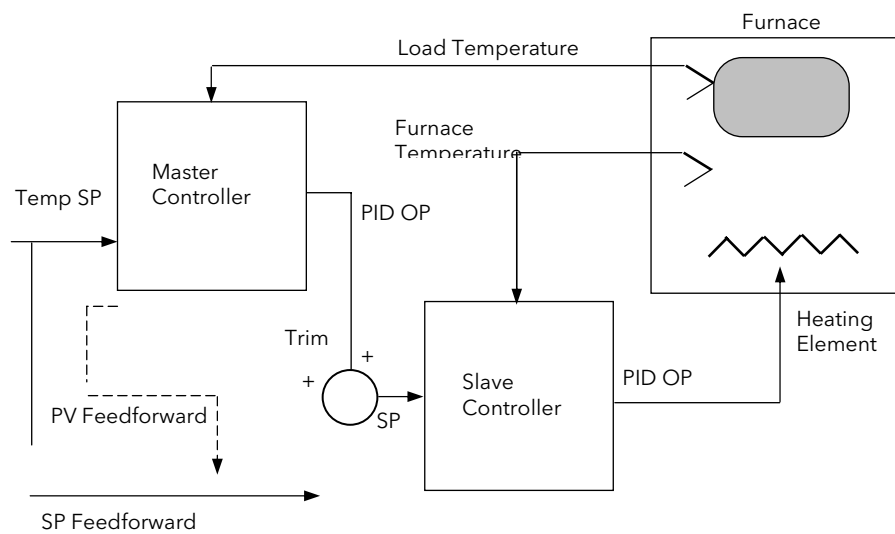 Furnace
Load Temperature
Furnace
Temperature
Master
Controller
Temp SP
PID OP
Heating
Element
Trim
+
+
Slave
Controller
PID OP
SP
PV Feedforward
SP Feedforward